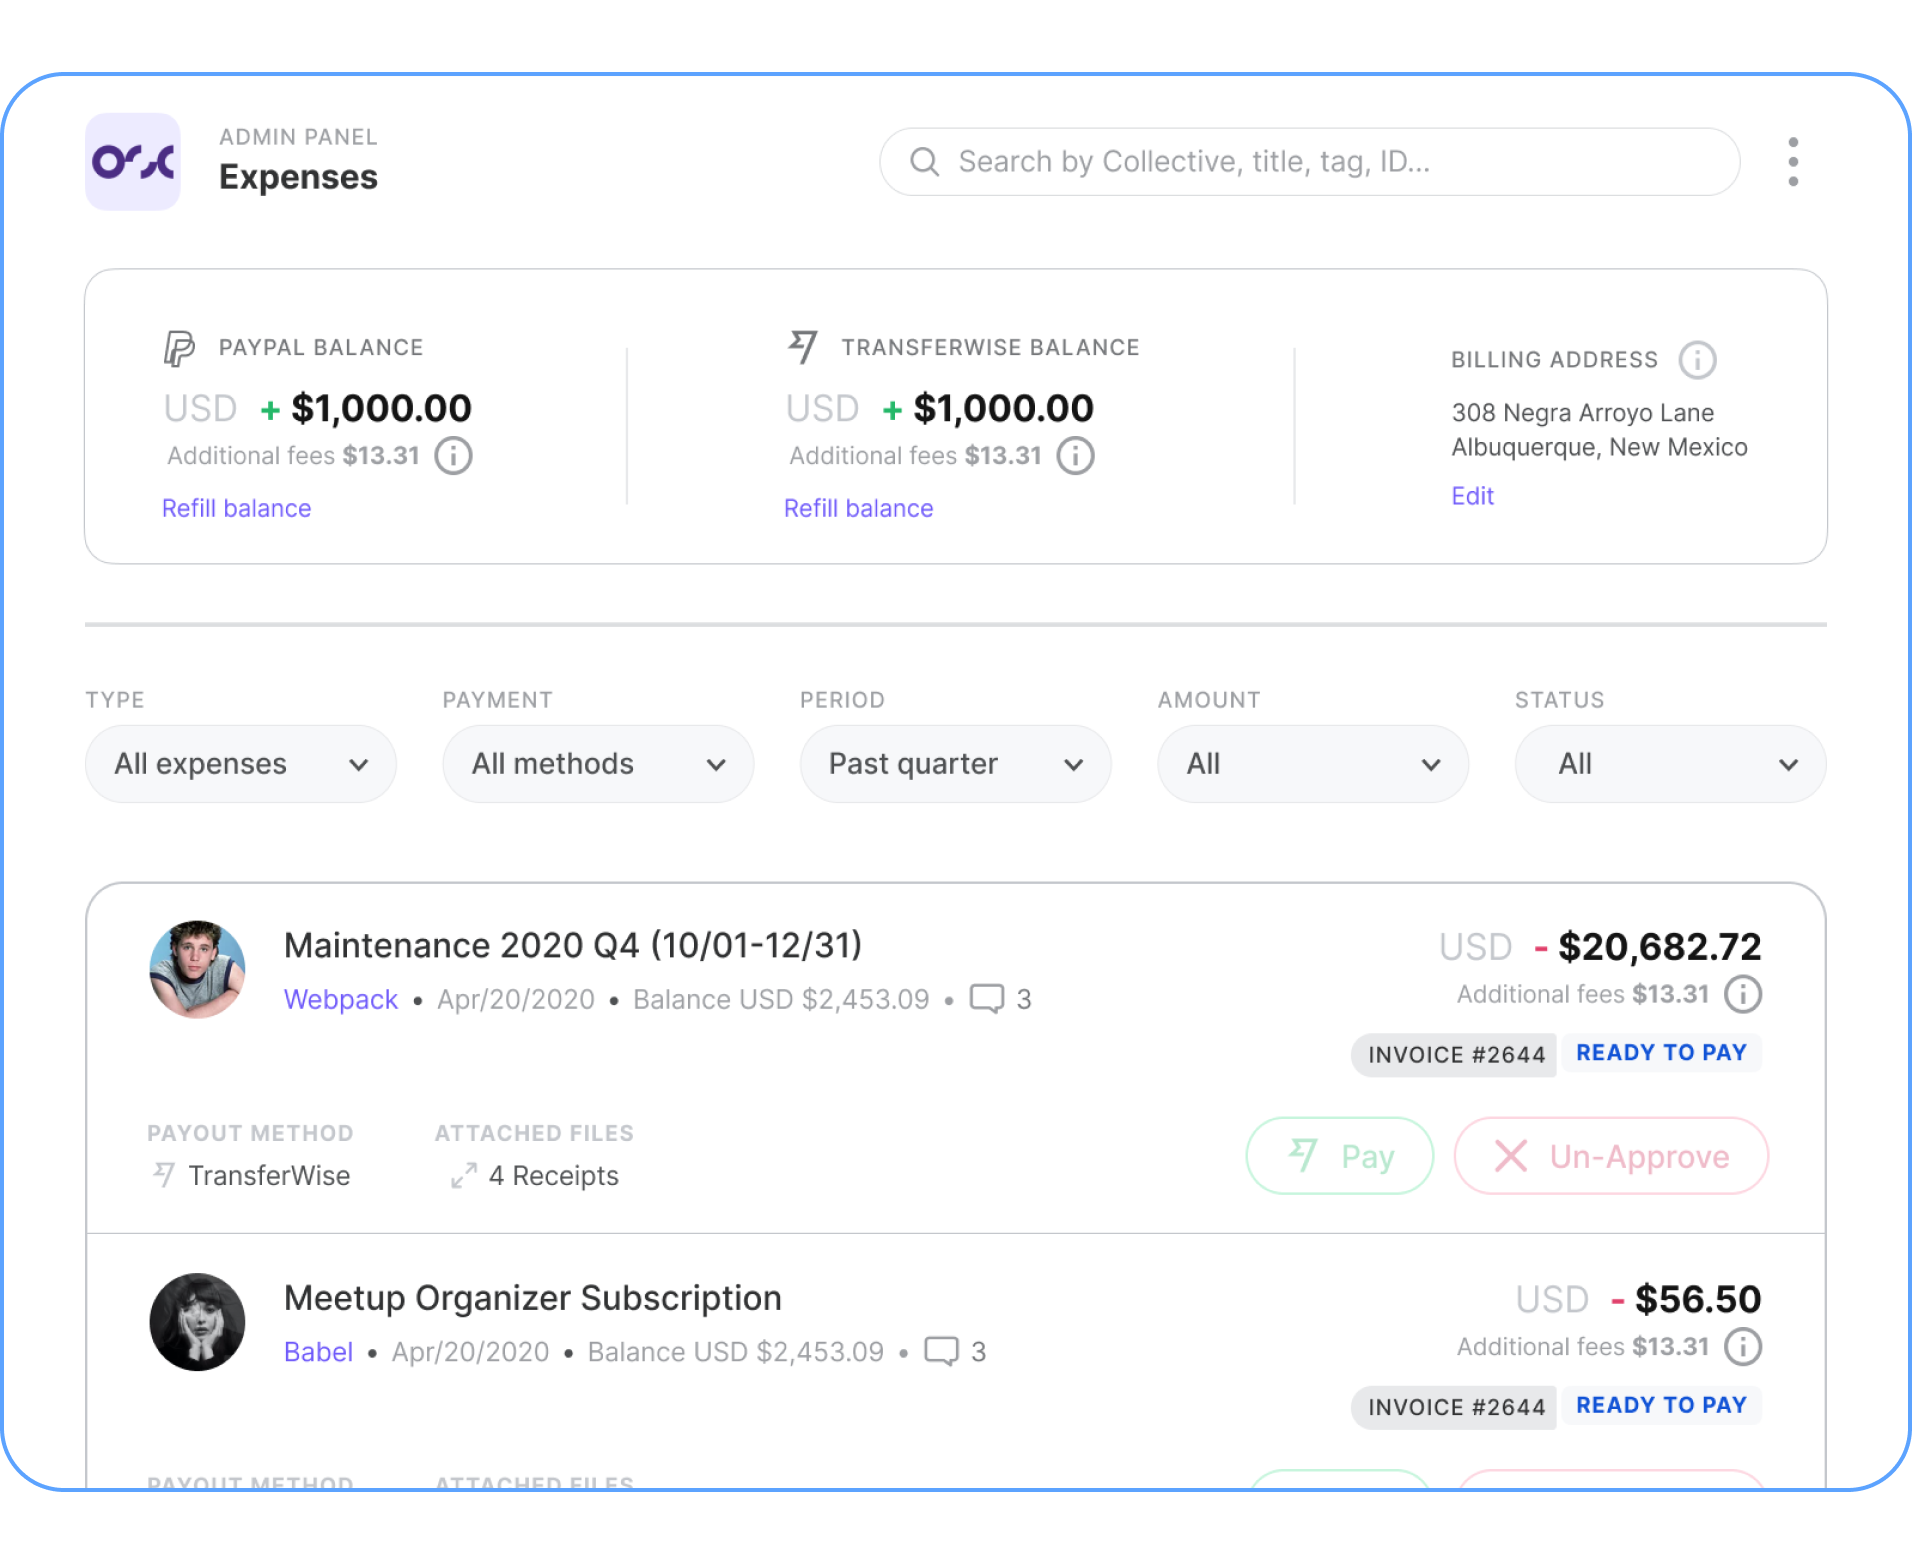 ADMIN PANEL
Expenses
Search by Collective, title, tag, ID...
PAYPAL BALANCE
USD + $1,000.00
Additional fees $13.31
Refill balance
TRANSFERWISE BALANCE
USD + $1,000.00
Additional fees $13.31
Refill balance
BILLING ADDRESS
308 Negra Arroyo Lane
Albuquerque, New Mexico
Edit
TYPE
All expenses
PAYMENT
All methods
PERIOD
Past quarter
AMOUNT
All
STATUS
All
Maintenance 2020 Q4 (10/01-12/31)
Webpack • Apr/20/2020 • Balance USD $2,453.09 • 3
USD - $20,682.72
Additional fees $13.31
INVOICE #2644 READY TO PAY
PAYOUT METHOD
TransferWise
ATTACHED FILES
4 Receipts
Pay
Un-Approve
Meetup Organizer Subscription
Babel • Apr/20/2020 • Balance USD $2,453.09 • 3
USD - $56.50
Additional fees $13.31
INVOICE #2644 READY TO PAY
PAYOUT METHOD
ATTACHED FILES